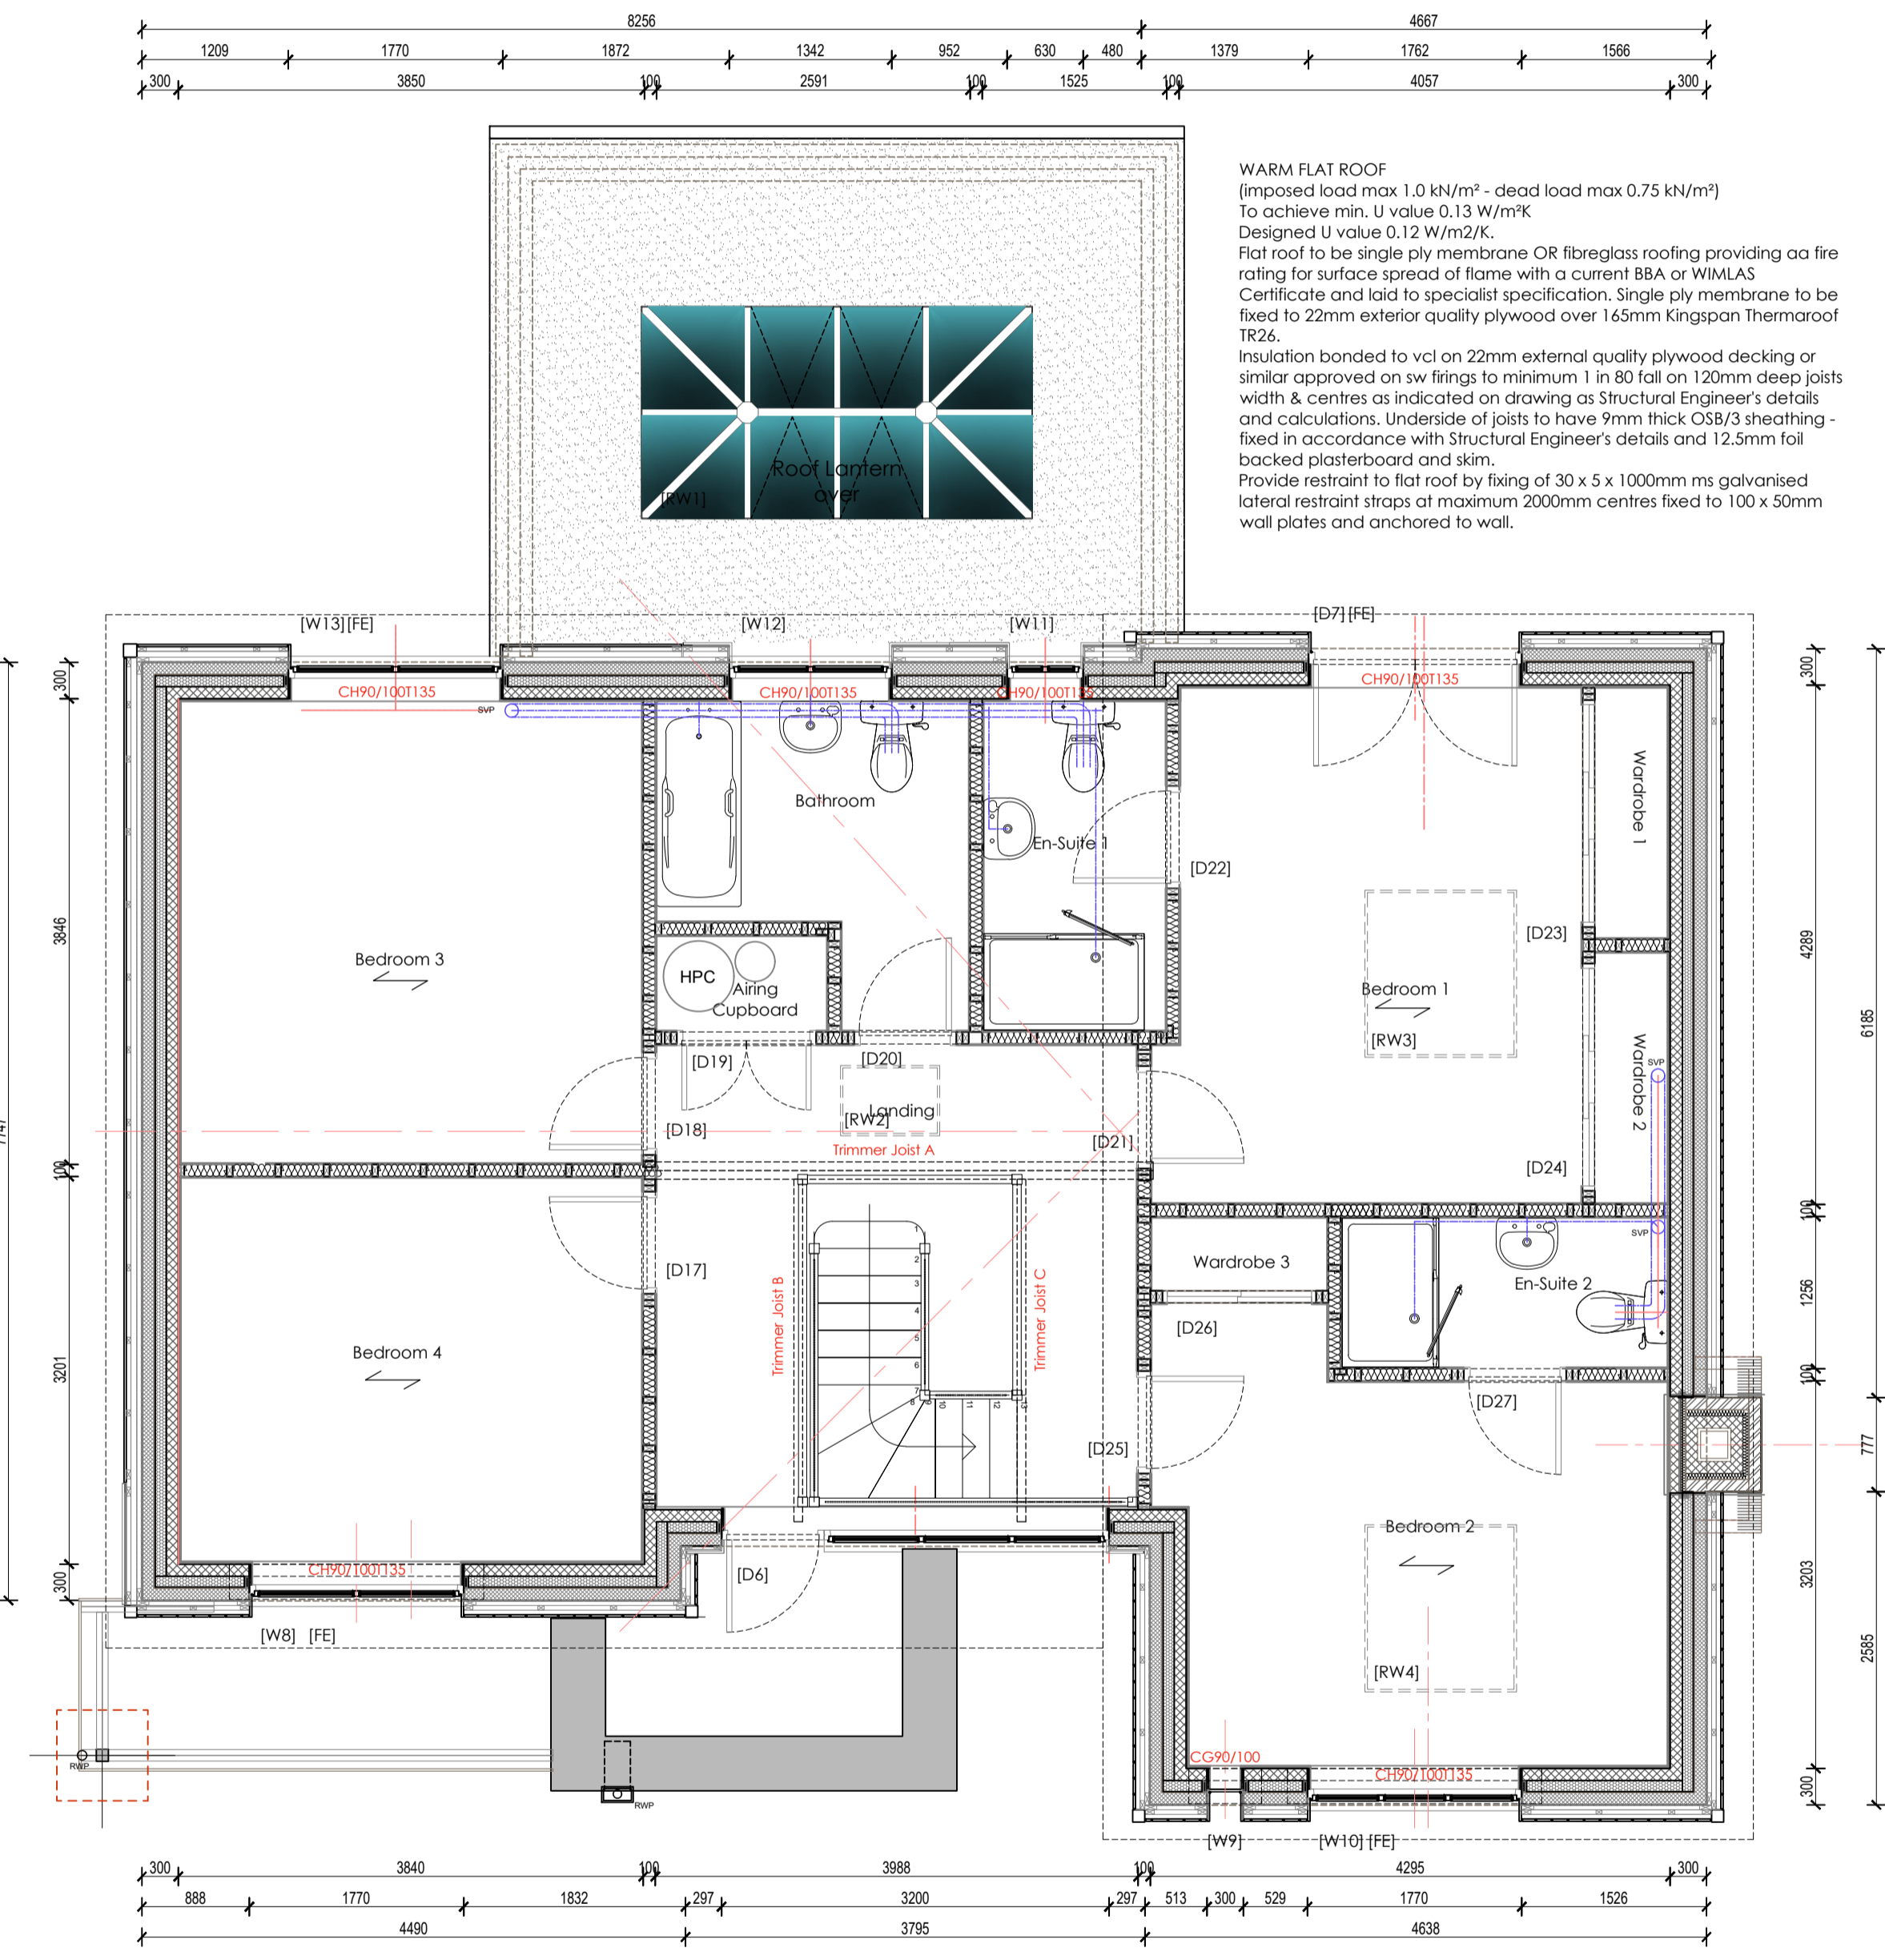 8256 4667
1209 1770 1872 1342 952 630 480 1379 1762 1566
300 3850 100 2591 100 1525 100 4057 300
WARM FLAT ROOF
(imposed load max 1.0 kN/m² - dead load max 0.75 kN/m²)
To achieve min. U value 0.13 W/m²K
Designed U value 0.12 W/m2/K.
Flat roof to be single ply membrane OR fibreglass roofing providing aa fire
rating for surface spread of flame with a current BBA or WIMLAS
Certificate and laid to specialist specification. Single ply membrane to be
fixed to 22mm exterior quality plywood over 165mm Kingspan Thermaroof
TR26.
Insulation bonded to vcl on 22mm external quality plywood decking or
similar approved on sw firings to minimum 1 in 80 fall on 120mm deep joists
width & centres as indicated on drawing as Structural Engineer's details
and calculations. Underside of joists to have 9mm thick OSB/3 sheathing -
fixed in accordance with Structural Engineer's details and 12.5mm foil
backed plasterboard and skim.
Provide restraint to flat roof by fixing of 30 x 5 x 1000mm ms galvanised
lateral restraint straps at maximum 2000mm centres fixed to 100 x 50mm
wall plates and anchored to wall.
Roof Lantern
over
[RW1]
[W13][FE] [W12] [W11] [D7][FE]
CH90/100T135 CH90/100T135 CH90/100T135 CH90/100T135
SVP
300
300
Bathroom
Wardrobe 1
En-Suite 1
[D22]
3846
[D23]
4289
Bedroom 3
HPC
Airing
Cupboard
Bedroom 1
[RW3]
6185
[D19] [D20]
Wardrobe 2
SVP
Landing
[RW2]
[D18]
[D21]
Trimmer Joist A
7747
100
[D24]
100
1
2
3
4
5
6
7
8
9
10
11
12
13
SVP
Wardrobe 3
[D17]
En-Suite 2
1256
Trimmer Joist B
Trimmer Joist C
[D26]
Bedroom 4
3201
100
[D27]
[D25]
777
Bedroom 2
CH90/100T135
300
[D6]
3203
[W8] [FE]
2585
[RW4]
CG90/100
CH90/100T135
300
RWP
RWP
[W9] [W10][FE]
300 3840 100 3988 100 4295 300
888 1770 1832 297 3200 297 513 300 529 1770 1526
4490 3795 4638